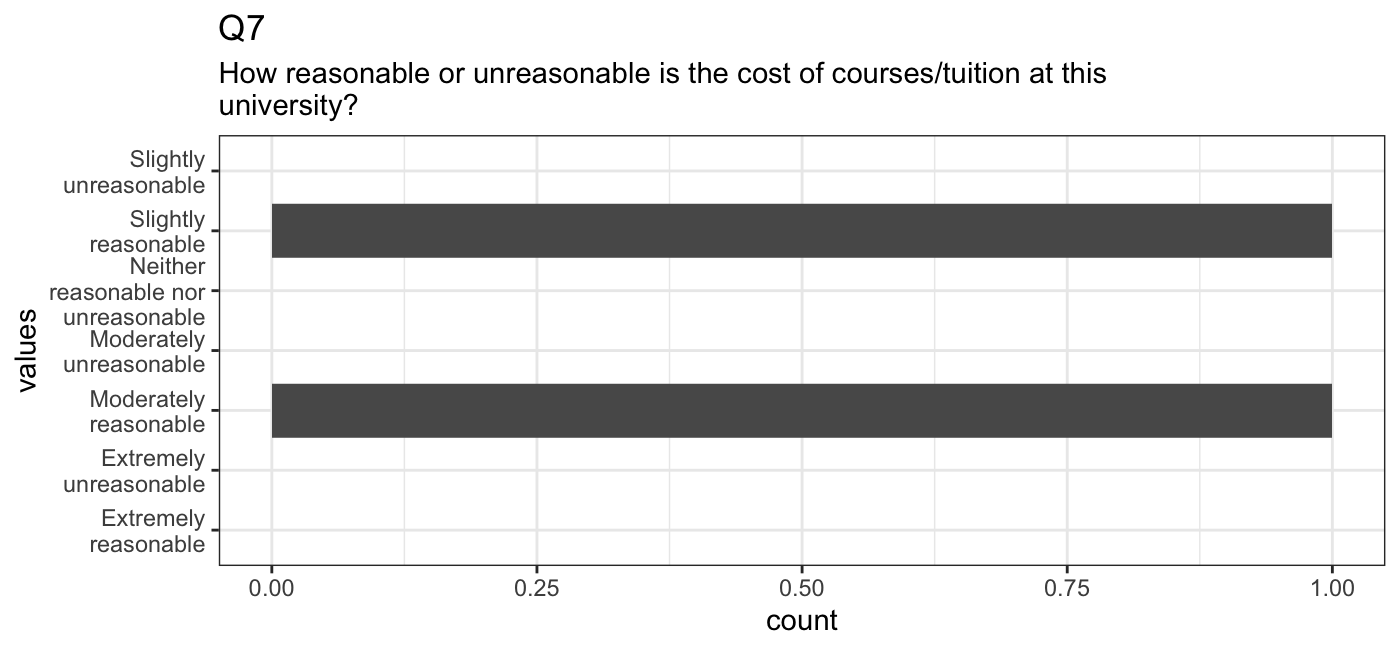 Q7
How reasonable or unreasonable is the cost of courses/tuition at this
university?
Slightly
unreasonable
Slightly
reasonable
Neither
reasonable nor
unreasonable
Moderately
unreasonable
Moderately
reasonable
Extremely
unreasonable
Extremely
reasonable
values
0.00 0.25 0.50 0.75 1.00
count